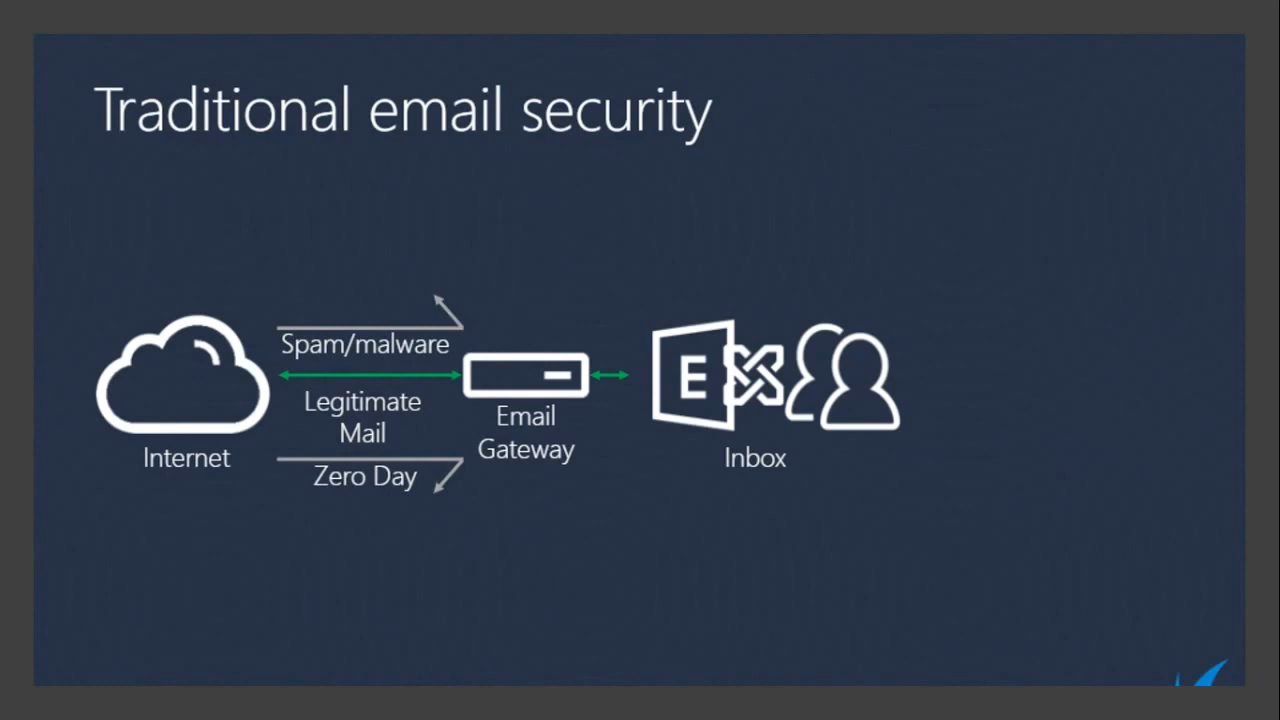 Traditional email security
Spam/malware
Legitimate
Mail
Zero Day
Internet
Email
Gateway
E
Inbox